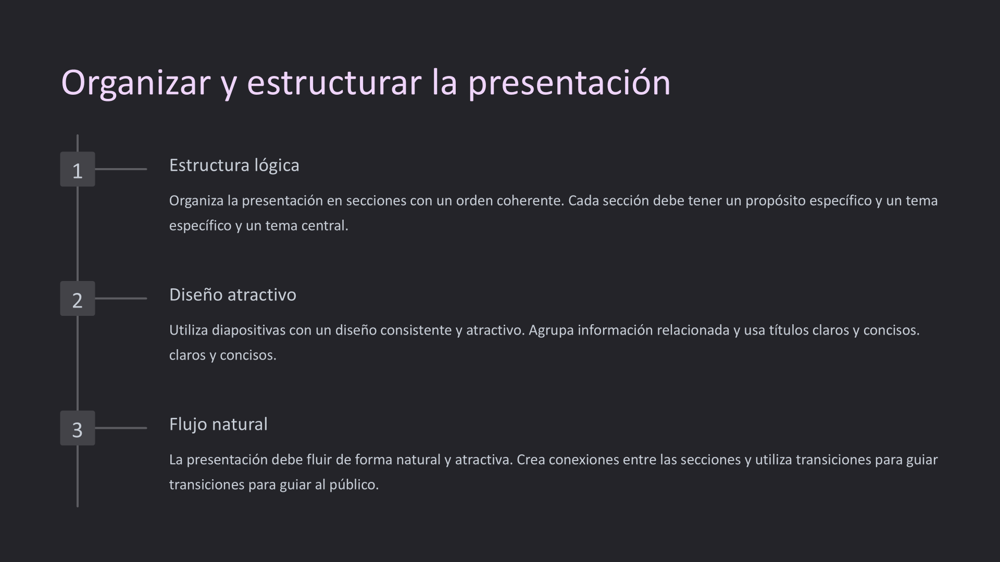 Organizar y estructurar la presentación
1
Estructura lógica
Organiza la presentación en secciones con un orden coherente. Cada sección debe tener un propósito específico y un tema
específico y un tema central.
2
Diseño atractivo
Utiliza diapositivas con un diseño consistente y atractivo. Agrupa información relacionada y usa títulos claros y concisos.
claros y concisos.
3
Flujo natural
La presentación debe fluir de forma natural y atractiva. Crea conexiones entre las secciones y utiliza transiciones para guiar
transiciones para guiar al público.